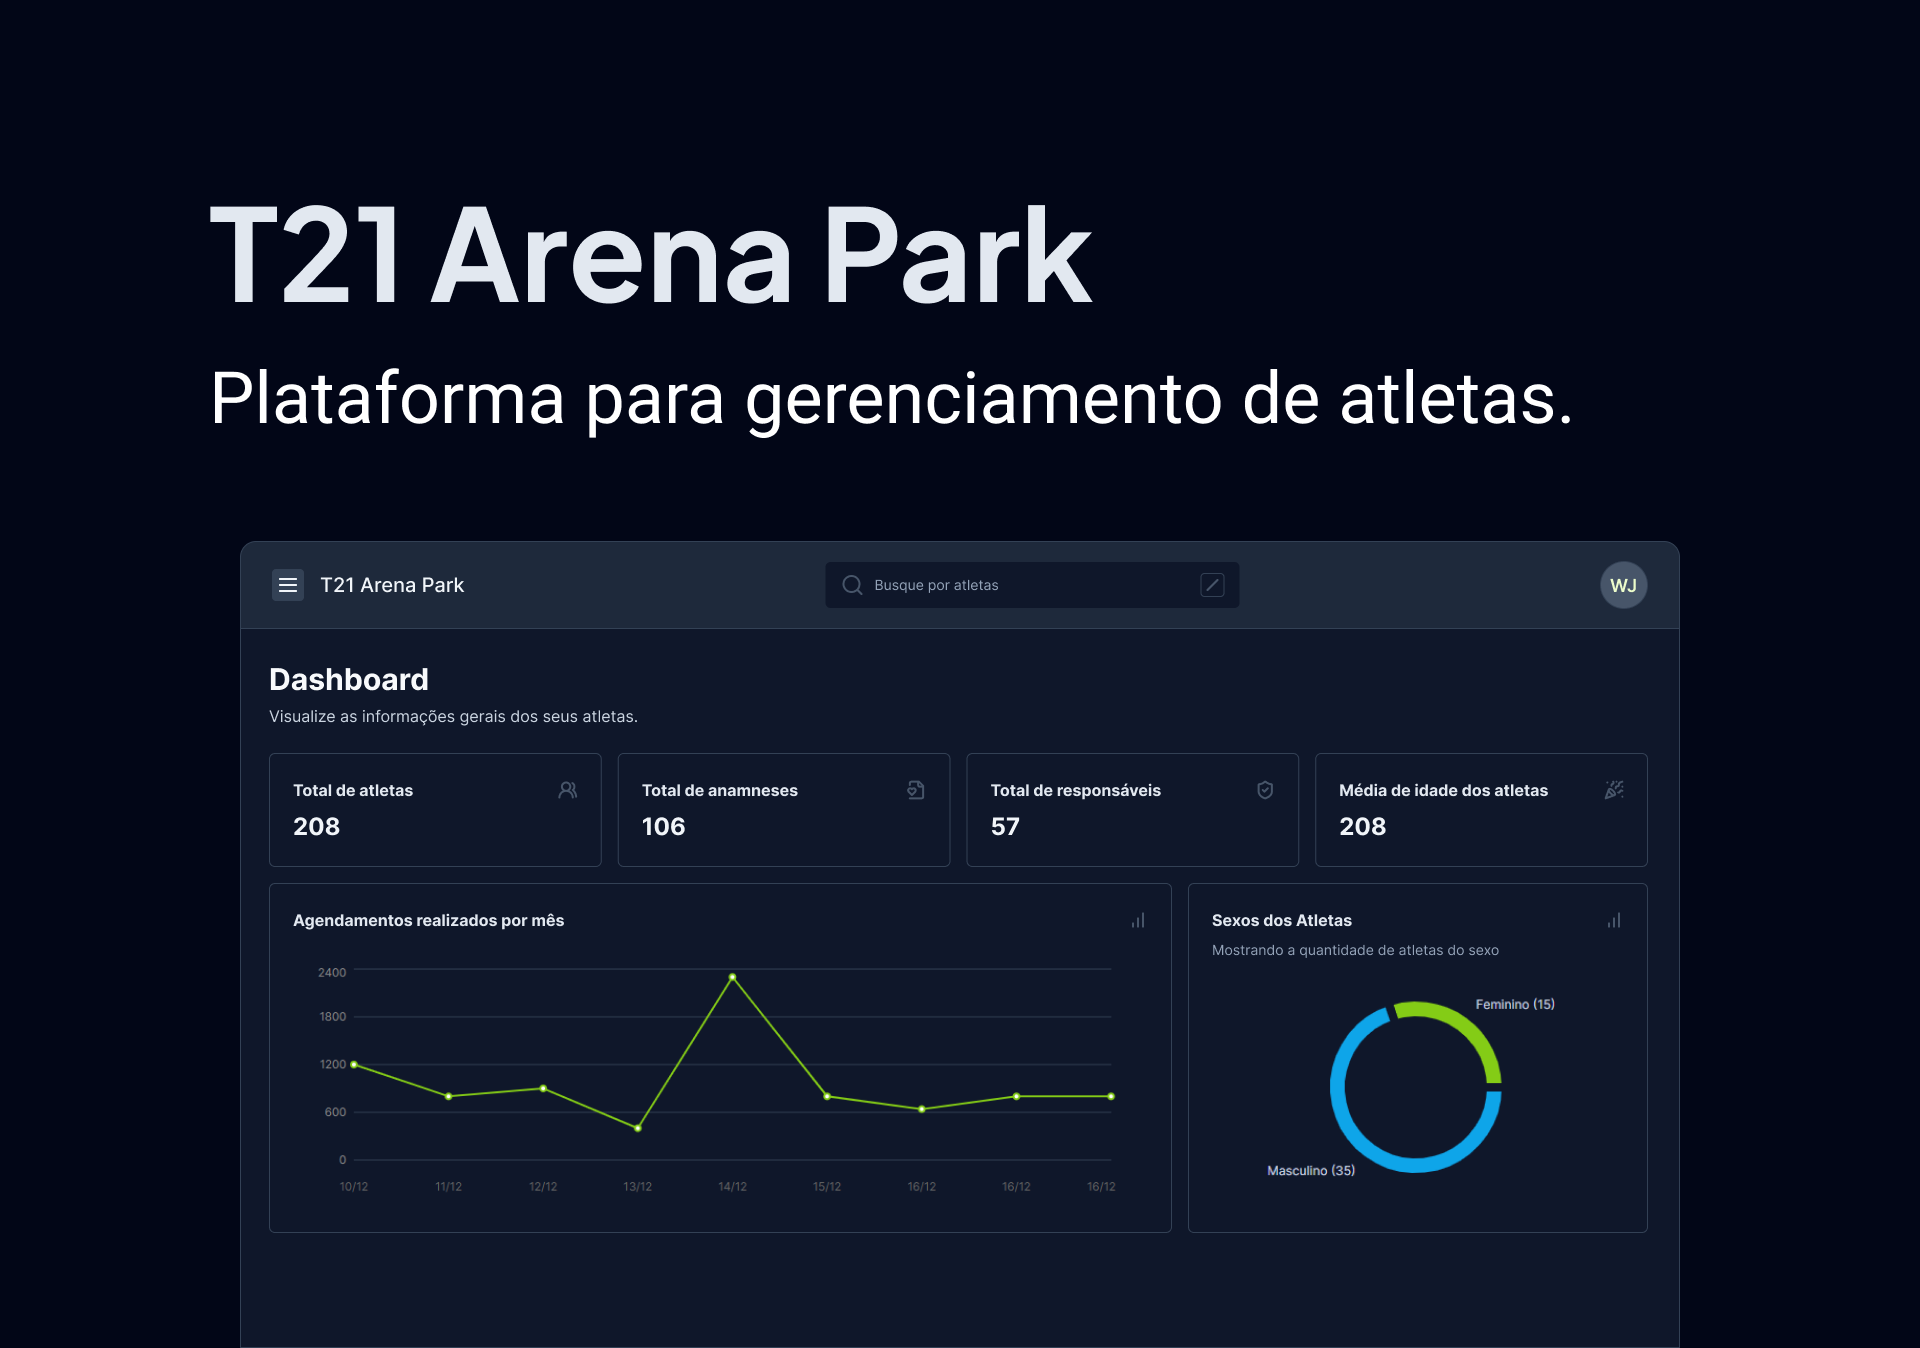 T21 Arena Park
Plataforma para gerenciamento de atletas.
T21 Arena Park
Busque por atletas
WJ
Dashboard
Visualize as informações gerais dos seus atletas.
Total de atletas
208
Total de anamneses
106
Total de responsáveis
57
Média de idade dos atletas
208
Agendamentos realizados por mês
2400
1800
1200
600
0
10/12 11/12 12/12 13/12 14/12 15/12 16/12 16/12 16/12
Sexos dos Atletas
Mostrando a quantidade de atletas do sexo
Feminino (15)
Masculino (35)